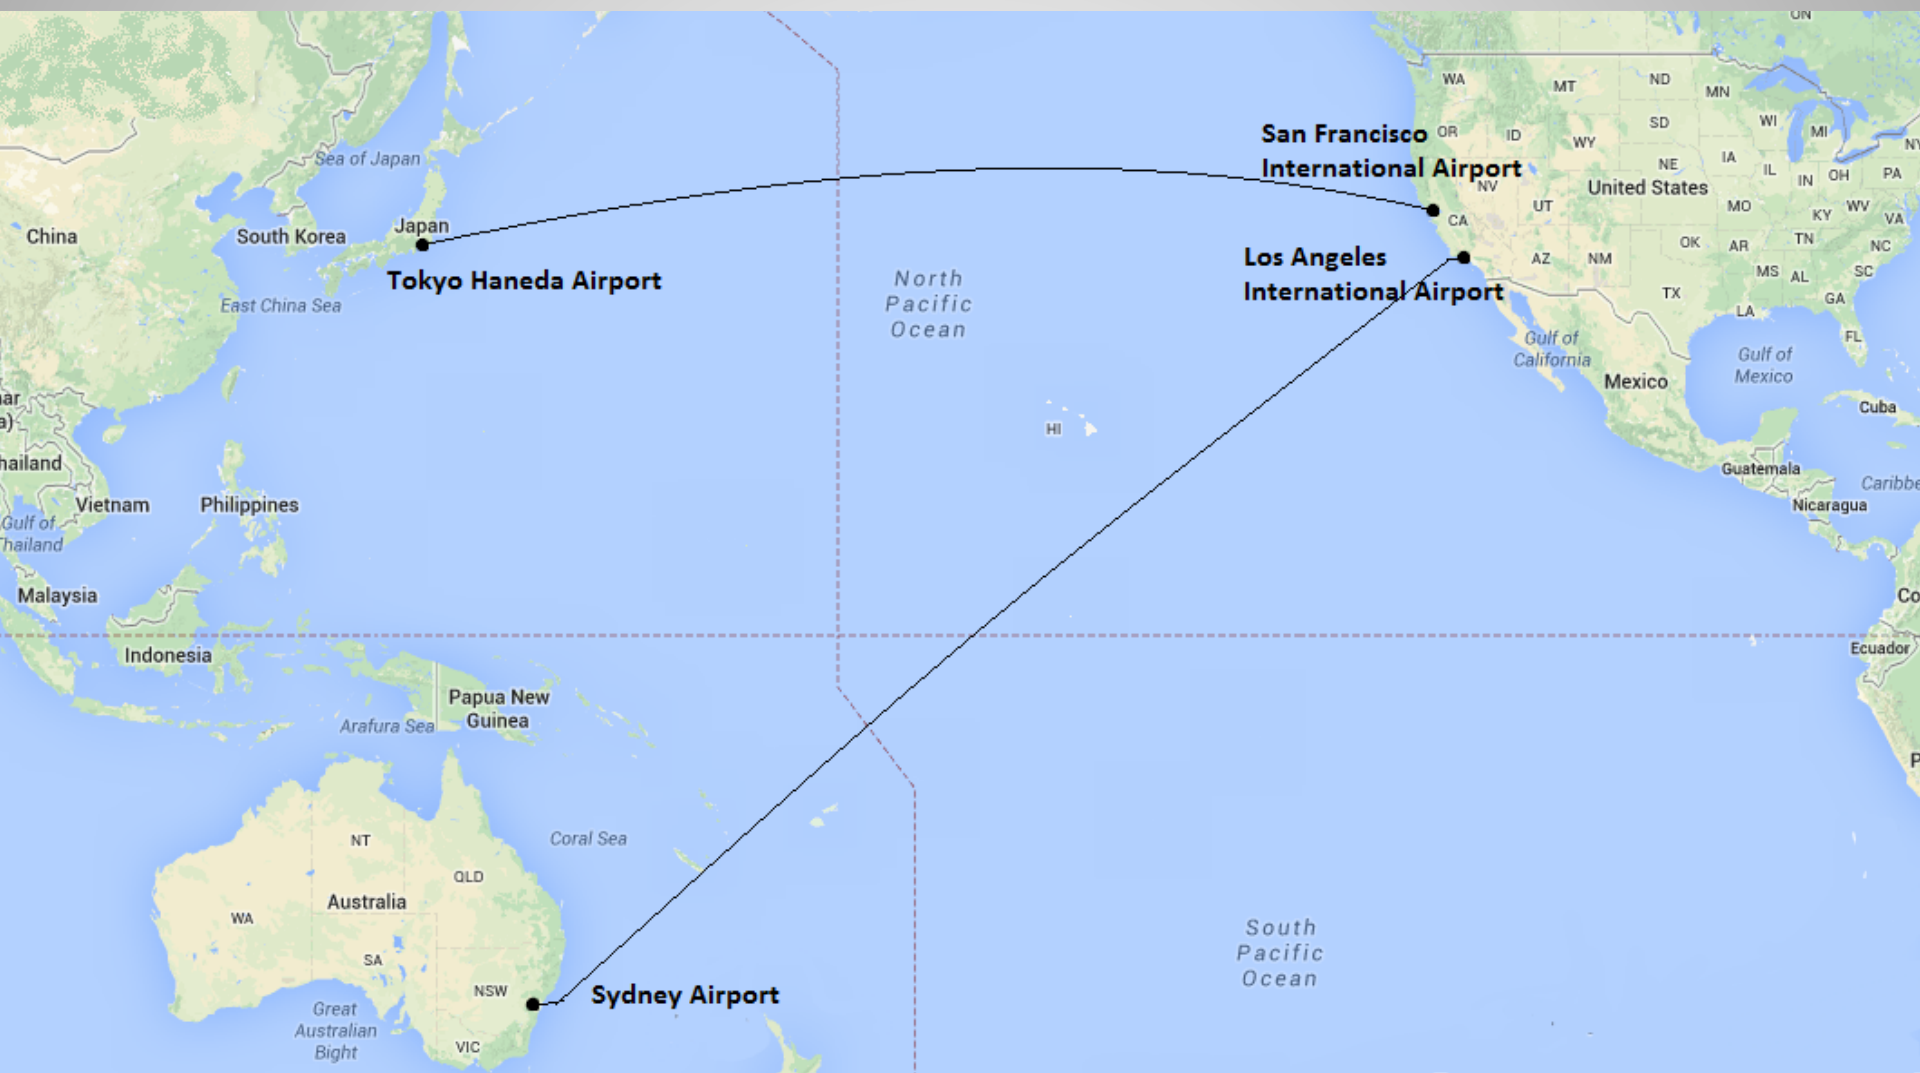 ON
WA
MT
ND
MN
San Francisco
International Airport
OR
ID
WY
SD
WI
MI
NY
Sea of Japan
NE
IA
IL
IN
OH
PA
NV
United States
UT
CA
MO
KY
WV
VA
Japan
China
South Korea
Tokyo Haneda Airport
Los Angeles
International Airport
AZ
NM
OK
AR
TN
NC
MS
AL
SC
TX
LA
GA
FL
East China Sea
North
Pacific
Ocean
Gulf of
California
Gulf of
Mexico
Mexico
Cuba
HI
ar
a)
hailand
Vietnam
Philippines
Gulf of
Thailand
Guatemala
Caribbe
Nicaragua
Malaysia
Co
Indonesia
Ecuador
Papua New
Guinea
Arafura Sea
P
NT
Coral Sea
QLD
Australia
WA
SA
NSW
Sydney Airport
Great
Australian
Bight
VIC
South
Pacific
Ocean